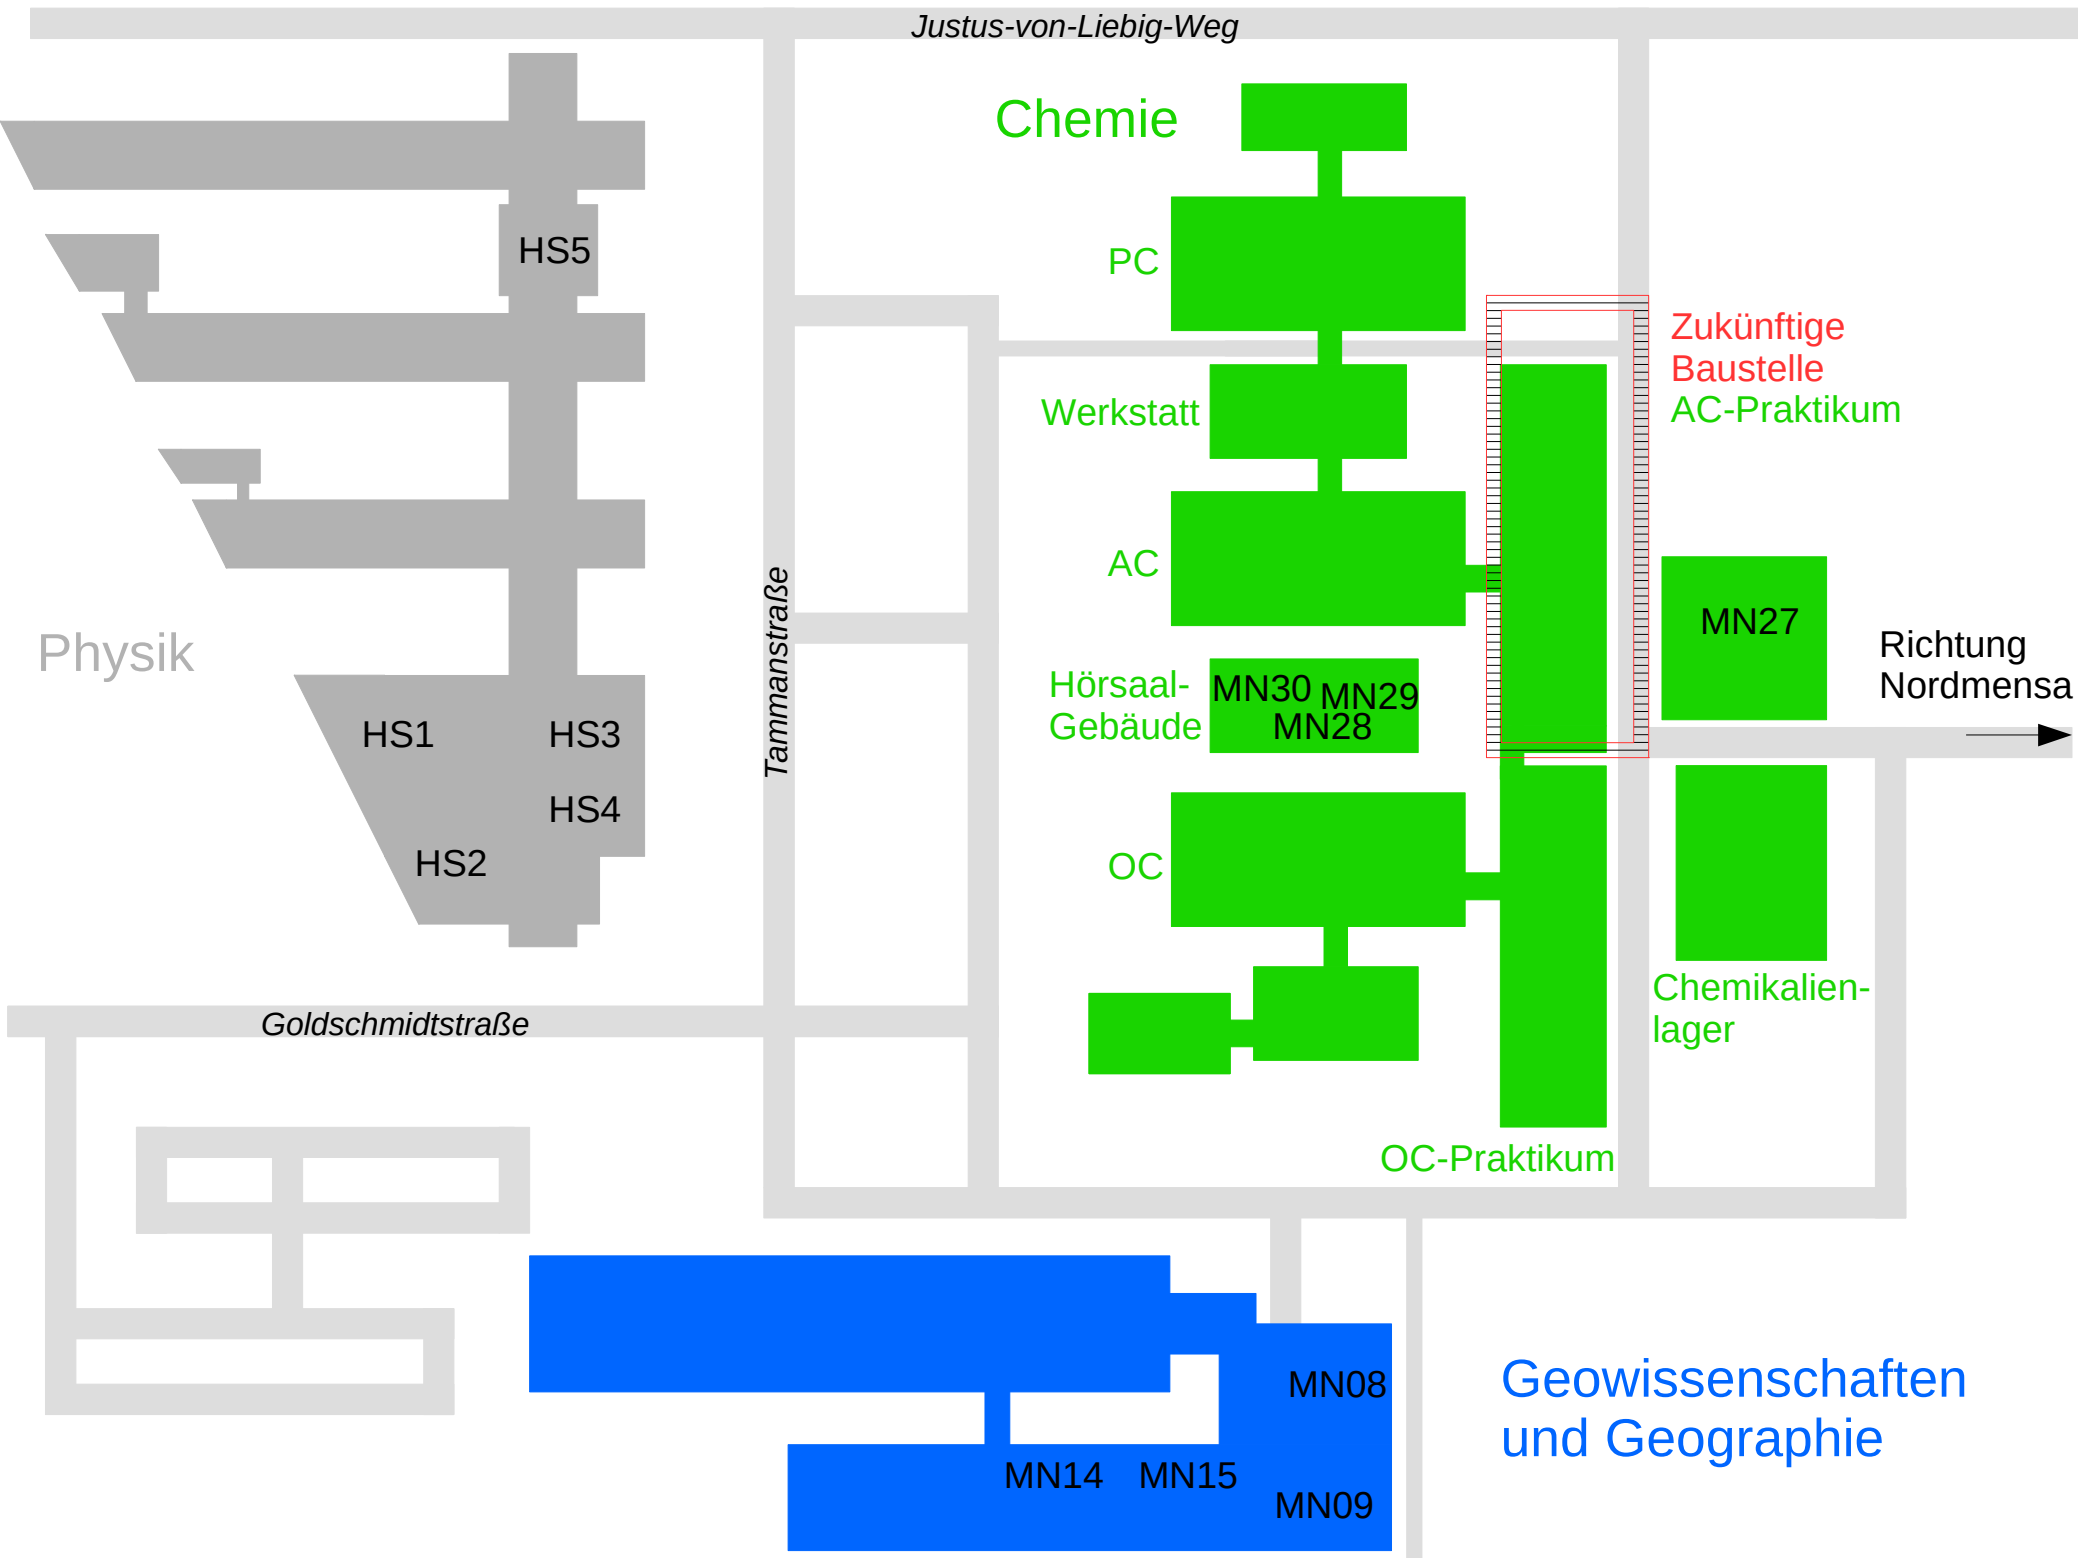 Justus-von-Liebig-Weg
Chemie
HS5
PC
Zukünftige
Baustelle
AC-Praktikum
Werkstatt
AC
Tammanstraße
Physik
MN27
Richtung
Nordmensa
Hörsaal-
Gebäude
MN30
MN29
MN28
HS1
HS3
HS4
HS2
OC
Chemikalien-
lager
Goldschmidtstraße
OC-Praktikum
MN08
Geowissenschaften
und Geographie
MN14
MN15
MN09